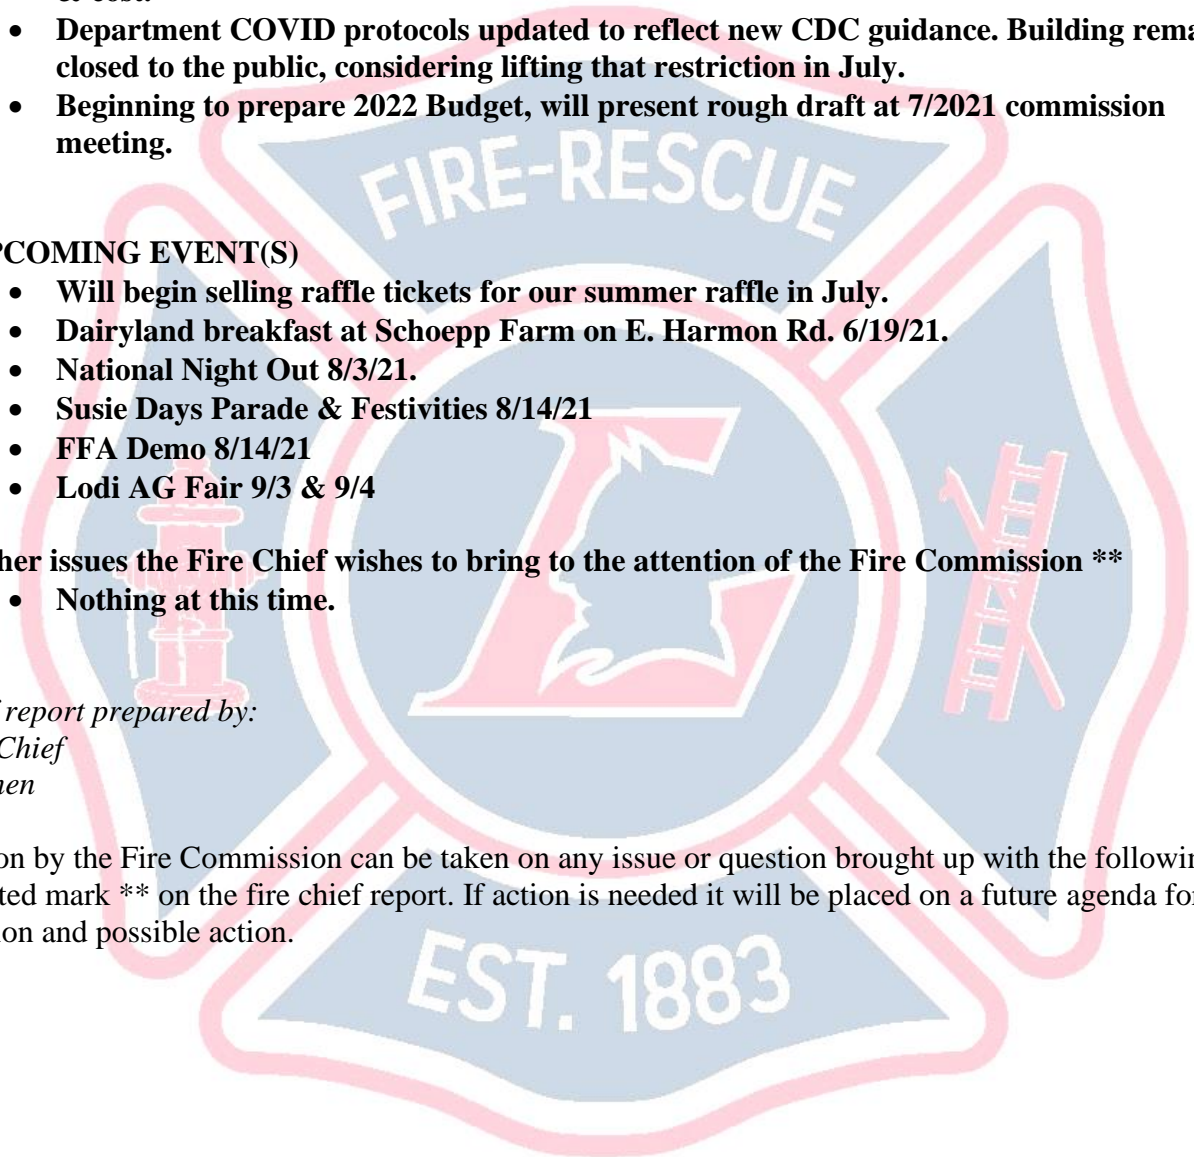 • Department COVID protocols updated to reflect new CDC guidance. Building
closed to the public, considering lifting that restriction in July.
• Beginning to prepare 2022 Budget, will present rough draft at 7/2021 commission
meeting.
FIRE-RESCUE
PCOMING EVENT(S)
• Will begin selling raffle tickets for our summer raffle in July.
• Dairyland breakfast at Schoepp Farm on E. Harmon Rd. 6/19/21.
• National Night Out 8/3/21.
• Susie Days Parade & Festivities 8/14/21
• FFA Demo 8/14/21
• Lodi AG Fair 9/3 & 9/4
L
her issues the Fire Chief wishes to bring to the attention of the Fire Commission **
• Nothing at this time.
report prepared by:
Chief
on by the Fire Commission can be taken on any issue or question brought up with the followin
ted mark ** on the fire chief report. If action is needed it will be placed on a future agenda for
ion and possible action.
EST. 1883